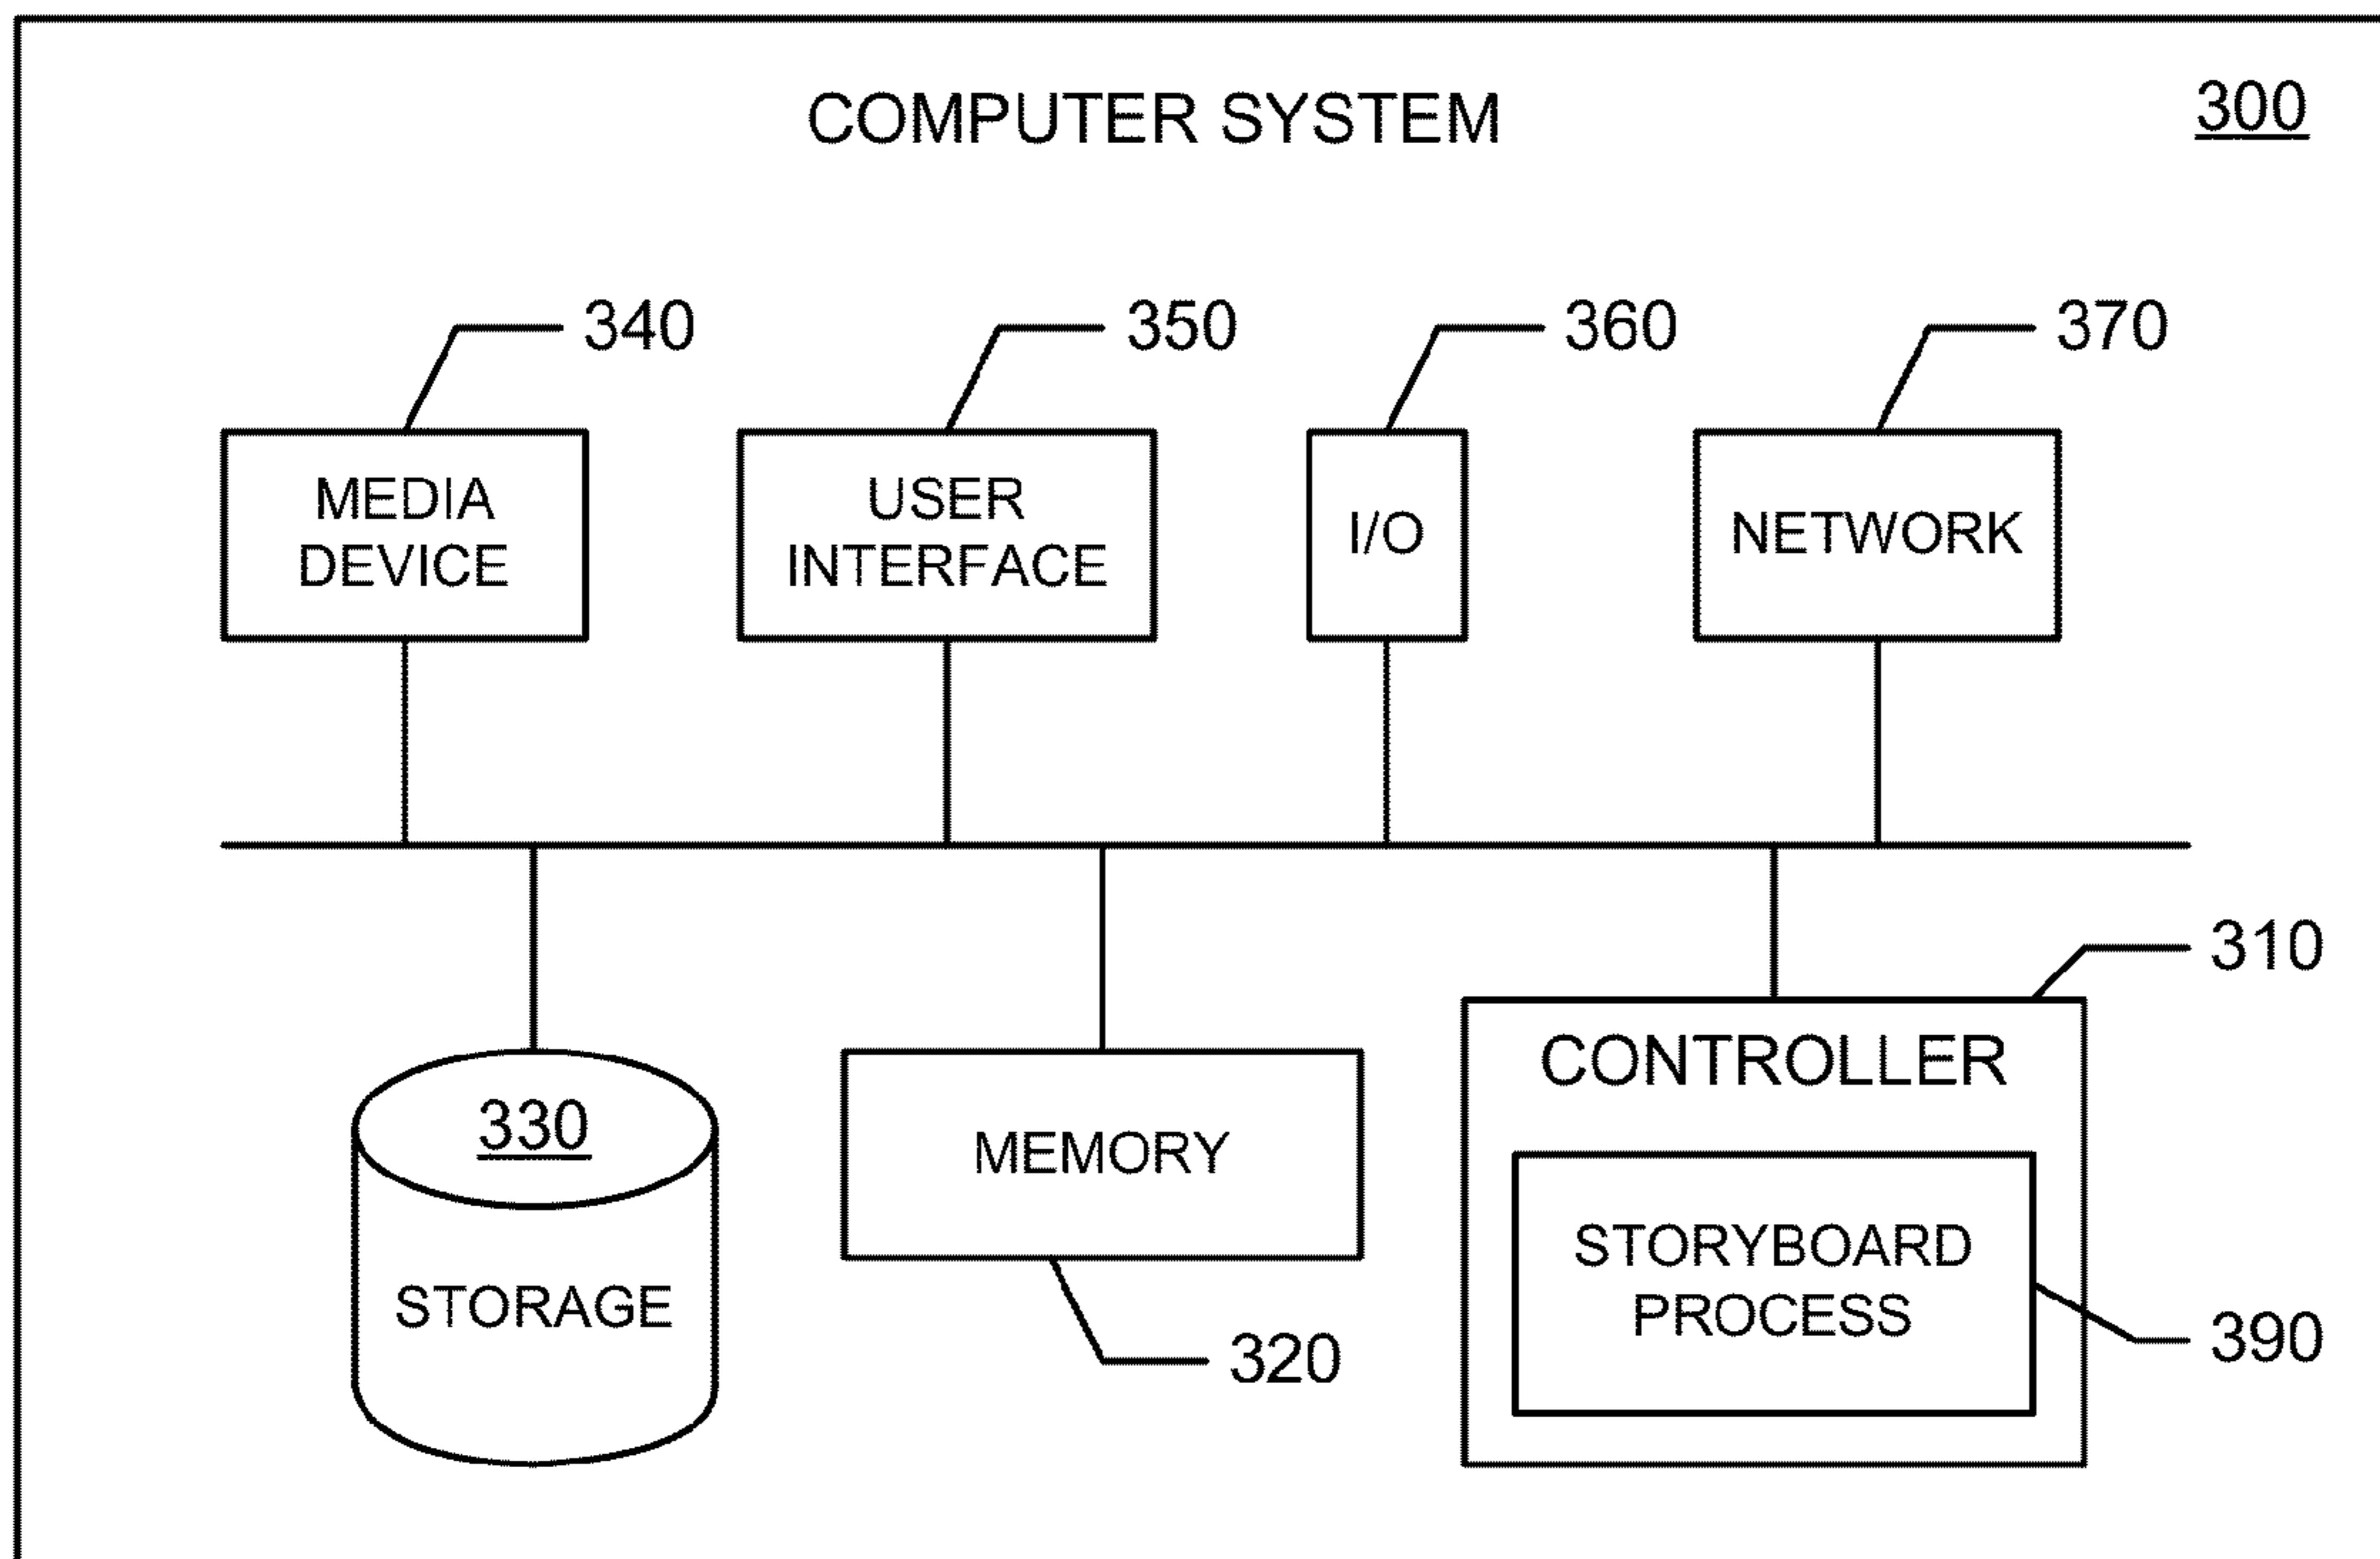 COMPUTER SYSTEM
300
340
350
360
370
MEDIA
DEVICE
USER
INTERFACE
I/O
NETWORK
310
330
STORAGE
MEMORY
320
CONTROLLER
STORYBOARD
PROCESS
390